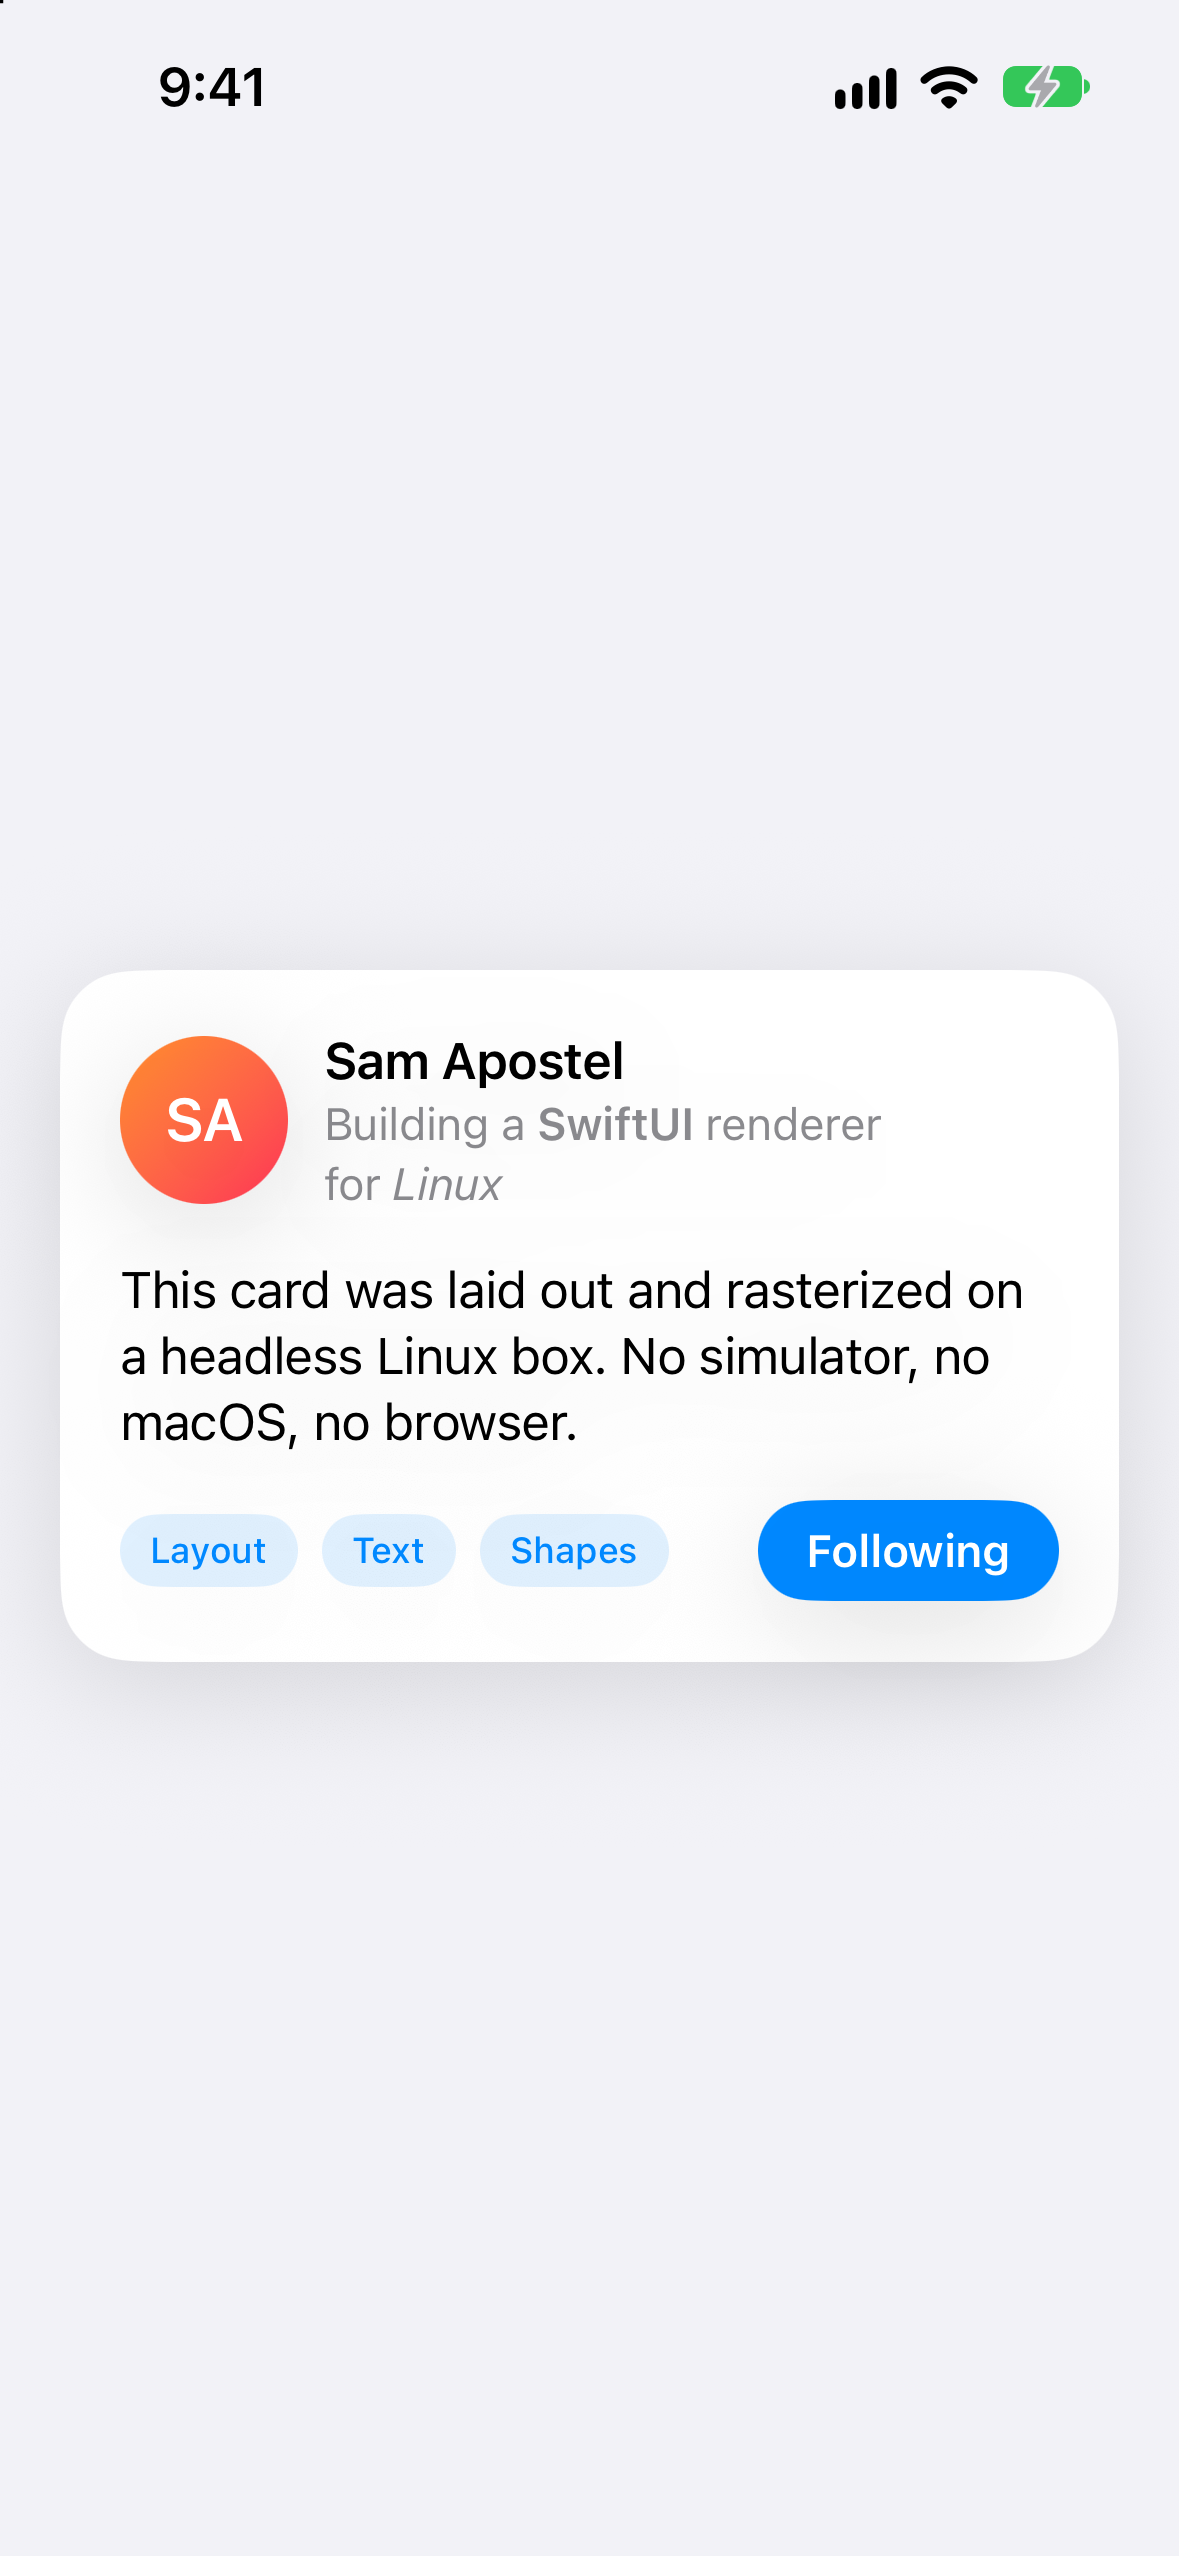 9:41
SA
Sam Apostel
Building a SwiftUI renderer
for Linux
This card was laid out and rasterized on
a headless Linux box. No simulator, no
macOS, no browser.
Layout Text Shapes Following